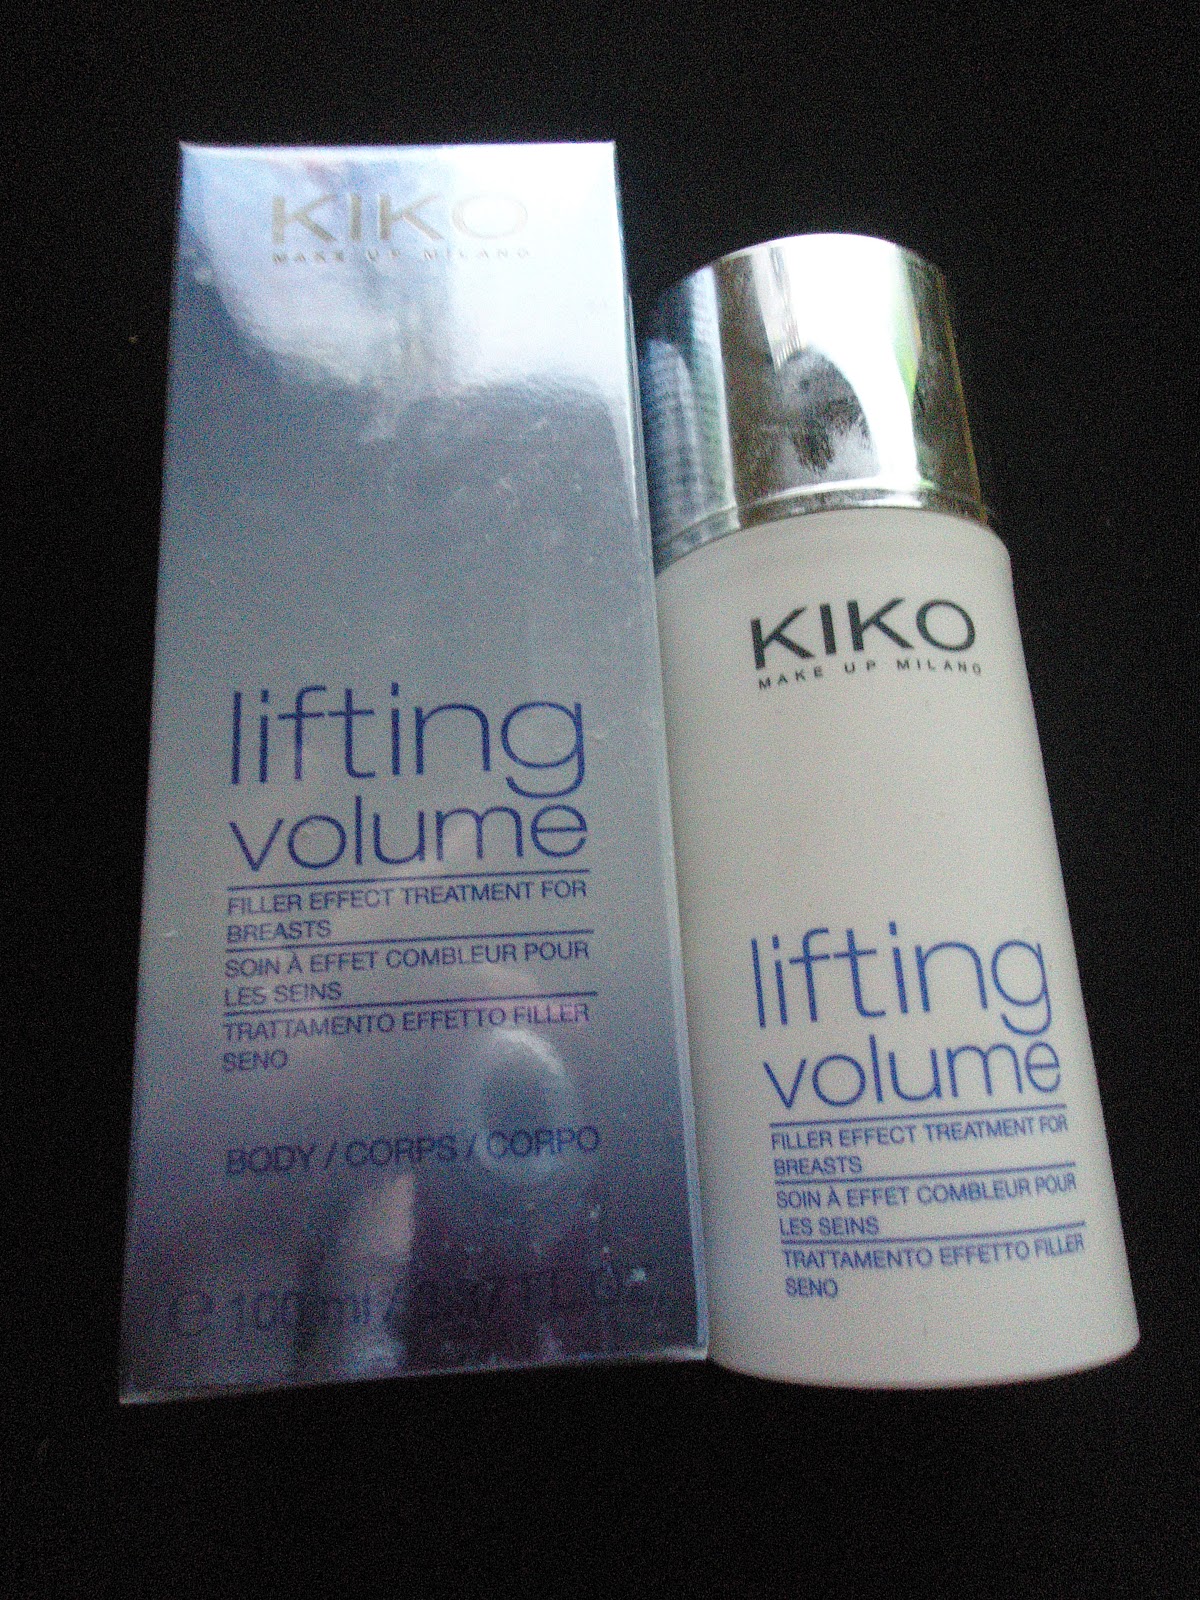 KIKO
MAKE UP MILANO
lifting
volume
FILLER EFFECT TREATMENT FOR
BREASTS
SOIN À EFFET COMBLEUR POUR
LES SEINS
TRATTAMENTO EFFETTO FILLER
SENO
BODY / CORPS / CORPO
e 100 ml
KIKO
MAKE UP MILANO
lifting
volume
FILLER EFFECT TREATMENT FOR
BREASTS
SOIN À EFFET COMBLEUR POUR
LES SEINS
TRATTAMENTO EFFETTO FILLER
SENO